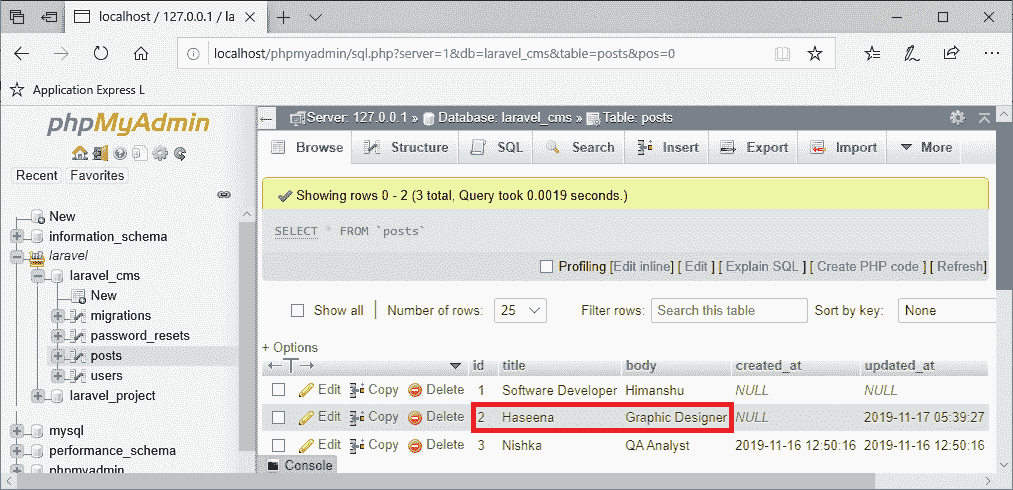 localhost / 127.0.0.1 / la
localhost/phpmyadmin/sql.php?server=1&db=laravel_cms&table=posts&pos=0
Application Express L
phpMyAdmin
Recent Favorites
New
information_schema
laravel
laravel_cms
New
migrations
password_resets
posts
users
laravel_project
mysql
performance_schema
phpmyadmin
Server: 127.0.0.1 » Database: laravel_cms » Table: posts
Browse Structure SQL Search Insert Export Import More
Showing rows 0 - 2 (3 total, Query took 0.0019 seconds.)
SELECT * FROM `posts`
Profiling [Edit inline] [ Edit ] [ Explain SQL ] [ Create PHP code ] [ Refresh]
Show all Number of rows: 25 Filter rows: Search this table Sort by key: None
+ Options
id title body created_at updated_at
Edit Copy Delete 1 Software Developer Himanshu NULL NULL
Edit Copy Delete 2 Haseena Graphic Designer NULL 2019-11-17 05:39:27
Edit Copy Delete 3 Nishka QA Analyst 2019-11-16 12:50:16 2019-11-16 12:50:16
Console